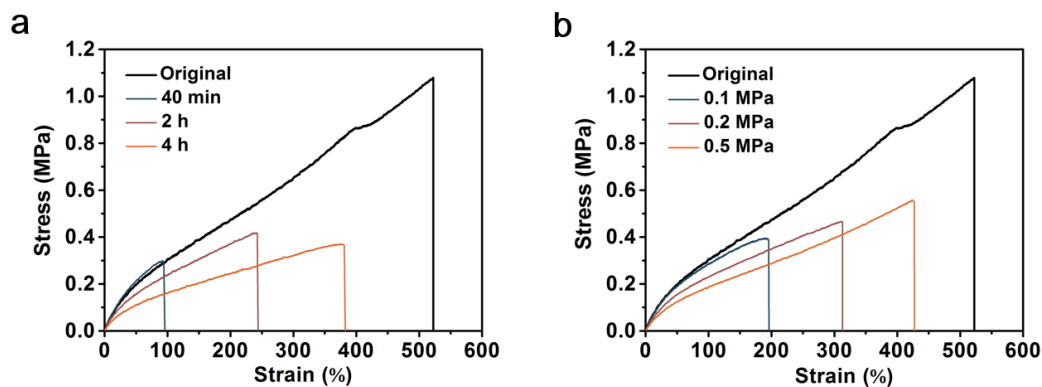 a
1.2
1.0
0.8
0.6
0.4
0.2
0.0
Stress (MPa)
Original
40 min
2 h
4 h
0 100 200 300 400 500 600
Strain (%)
b
1.2
1.0
0.8
0.6
0.4
0.2
0.0
Stress (MPa)
Original
0.1 MPa
0.2 MPa
0.5 MPa
0 100 200 300 400 500 600
Strain (%)